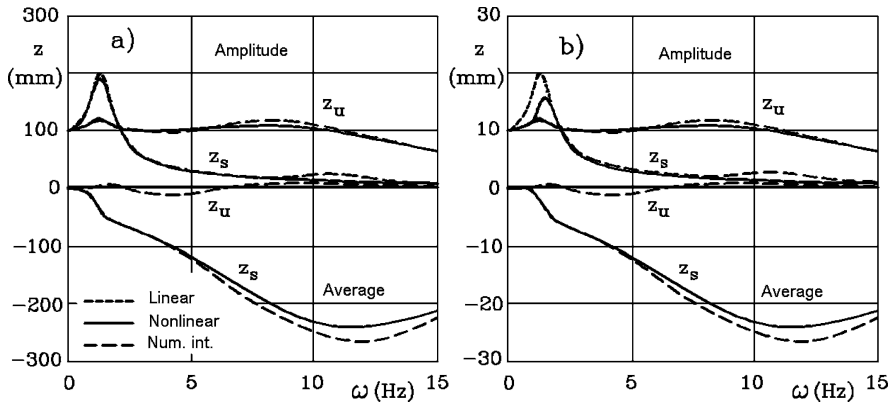 300
z
(mm)
100
0
-100
-200
-300
a)
Amplitude
z_u
z_s
z_u
z_s
Average
Linear
Nonlinear
Num. int.
0
5
10
15
ω (Hz)
30
z
(mm)
10
0
-10
-20
-30
b)
Amplitude
z_u
z_s
z_u
z_s
Average
0
5
10
15
ω (Hz)